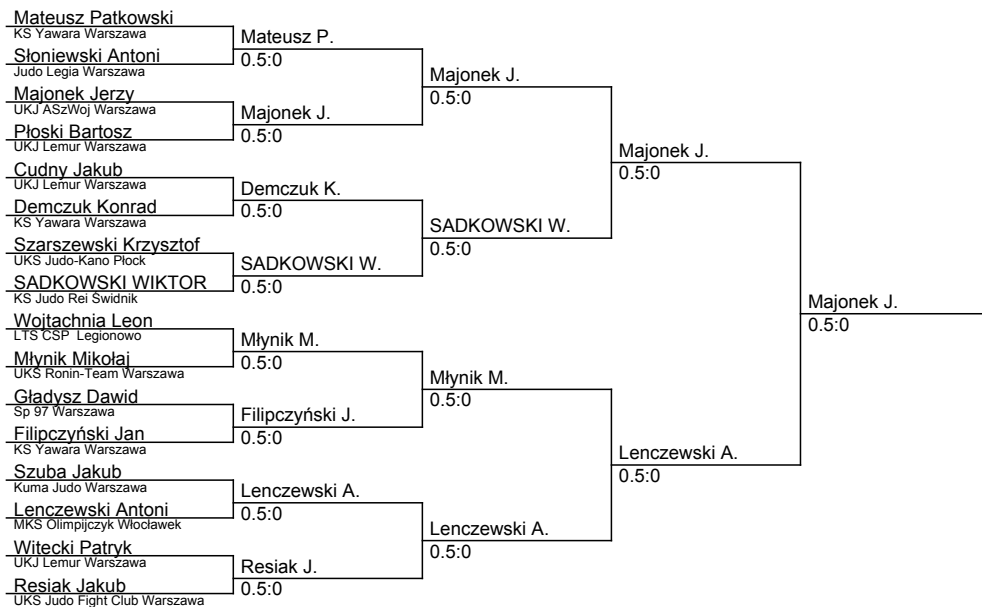 Mateusz Patkowski
KS Yawara Warszawa
Słoniewski Antoni
Judo Legia Warszawa
Majonek Jerzy
UKJ ASzWoj Warszawa
Płoski Bartosz
UKJ Lemur Warszawa
Cudny Jakub
UKJ Lemur Warszawa
Demczuk Konrad
KS Yawara Warszawa
Szarszewski Krzysztof
UKS Judo-Kano Płock
SADKOWSKI WIKTOR
KS Judo Rei Świdnik
Wojtachnia Leon
LTS CSP Legionowo
Młynik Mikołaj
UKS Ronin-Team Warszawa
Gładysz Dawid
Sp 97 Warszawa
Filipczyński Jan
KS Yawara Warszawa
Szuba Jakub
Kuma Judo Warszawa
Lenczewski Antoni
MKS Olimpijczyk Włocławek
Witecki Patryk
UKJ Lemur Warszawa
Resiak Jakub
UKS Judo Fight Club Warszawa
Mateusz P.
0.5:0
Majonek J.
0.5:0
Demczuk K.
0.5:0
SADKOWSKI W.
0.5:0
Młynik M.
0.5:0
Filipczyński J.
0.5:0
Lenczewski A.
0.5:0
Resiak J.
0.5:0
Majonek J.
0.5:0
SADKOWSKI W.
0.5:0
Młynik M.
0.5:0
Lenczewski A.
0.5:0
Majonek J.
0.5:0
Lenczewski A.
0.5:0
Majonek J.
0.5:0